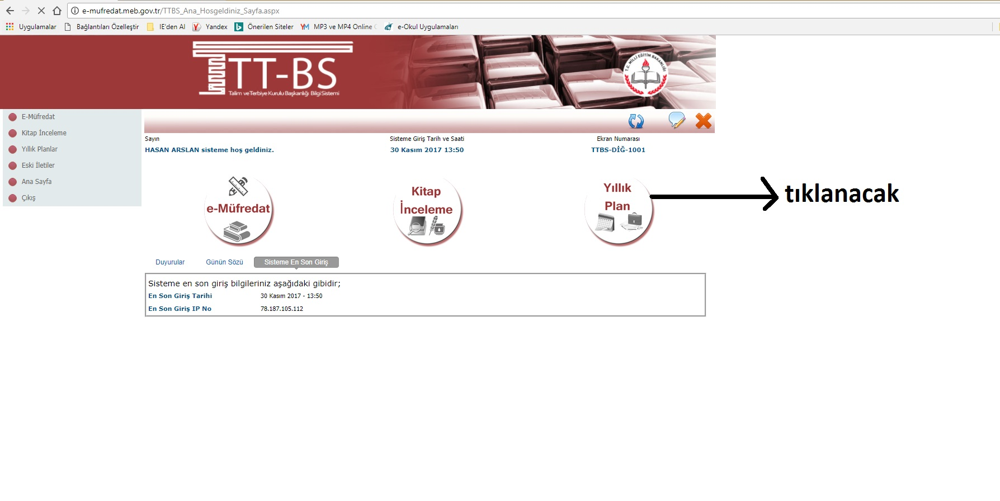 e-mufredat.meb.gov.tr/TTBS_Ana_Hosgeldiniz_Sayfa.aspx
Uygulamalar Bağlantıları Özelleştir IE'den Al Yandex Önerilen Siteler MP3 ve MP4 Online e-Okul Uygulamaları
TT-BS
Talim ve Terbiye Kurulu Başkanlığı Bilgi Sistemi
T.C. MİLLİ EĞİTİM BAKANLIĞI
E-Müfredat
Kitap İnceleme
Yıllık Planlar
Eski İletiler
Ana Sayfa
Çıkış
Sayın Sisteme Giriş Tarih ve Saati Ekran Numarası
HASAN ARSLAN sisteme hoş geldiniz. 30 Kasım 2017 13:50 TTBS-DİĞ-1001
e-Müfredat
Kitap
İnceleme
Yıllık
Plan
tıklanacak
Duyurular Günün Sözü Sisteme En Son Giriş
Sisteme en son giriş bilgileriniz aşağıdaki gibidir;
En Son Giriş Tarihi 30 Kasım 2017 - 13:50
En Son Giriş IP No 78.187.105.112